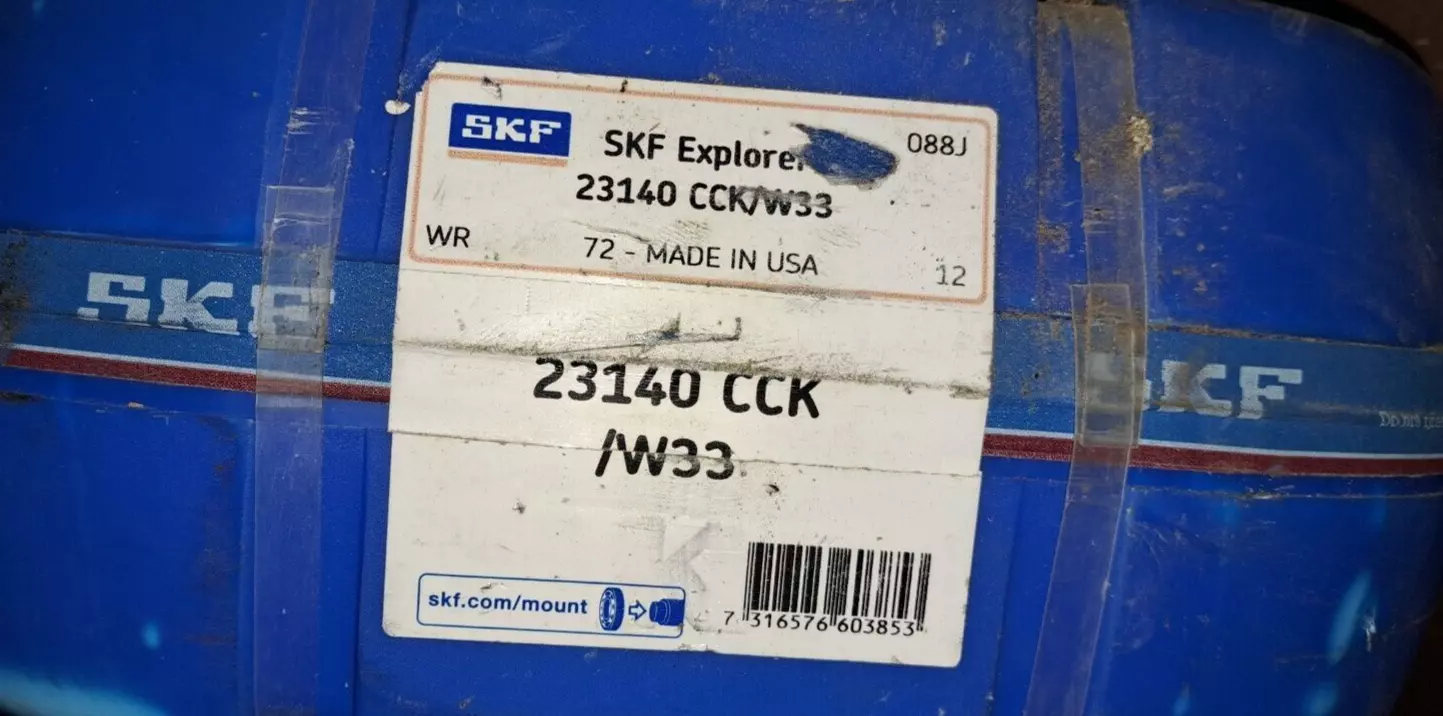 SKF
SKF Explorer
088J
23140 CCK/W33
WR
72 - MADE IN USA
12
SKF
SKF
23140 CCK
/W33
skf.com/mount
7 316576 603853